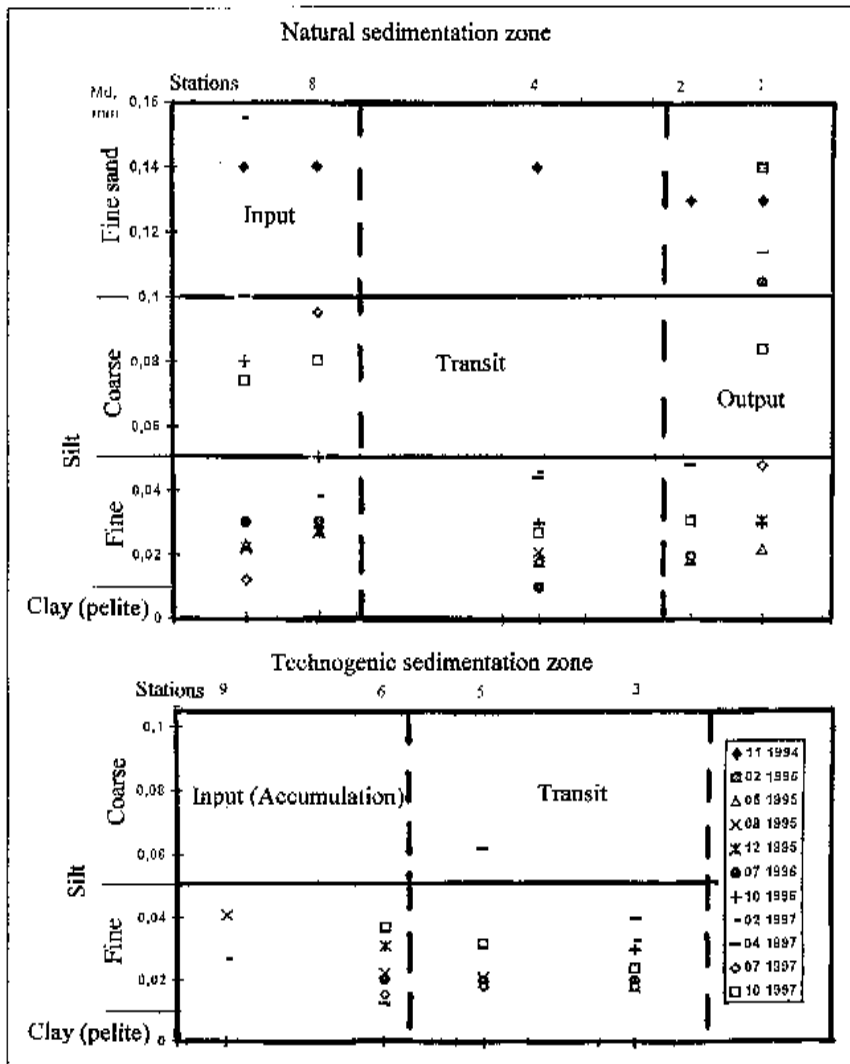 Natural sedimentation zone
Stations 8 4 2 1
Md, mm
0,16
0,14
0,12
0,1
0,08
0,06
0,04
0,02
0
Fine sand
Coarse
Fine
Silt
Clay (pelite)
Input
Transit
Output
Technogenic sedimentation zone
Stations 9 6 5 3
0,1
0,08
0,06
0,04
0,02
0
Coarse
Fine
Silt
Clay (pelite)
Input (Accumulation)
Transit
11 1994
02 1995
06 1995
08 1995
12 1995
07 1996
10 1996
02 1997
04 1997
07 1997
10 1997